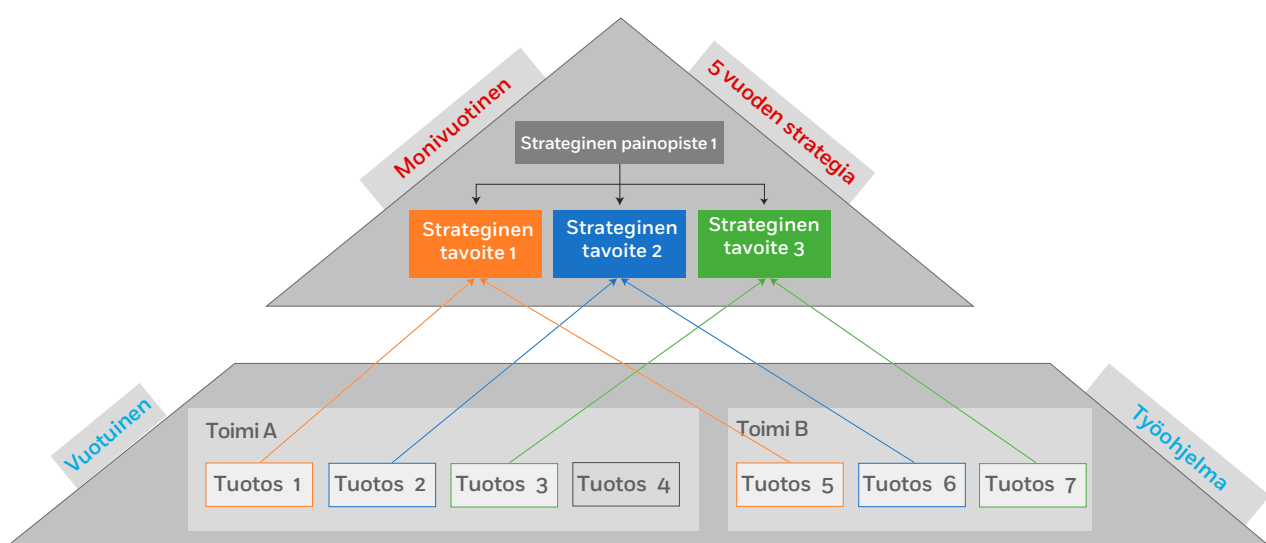 Monivuotinen
5 vuoden strategia
Strateginen painopiste 1
Strateginen
tavoite 1
Strateginen
tavoite 2
Strateginen
tavoite 3
Vuotuinen
Työohjelma
Toimi A
Toimi B
Tuotos 1
Tuotos 2
Tuotos 3
Tuotos 4
Tuotos 5
Tuotos 6
Tuotos 7